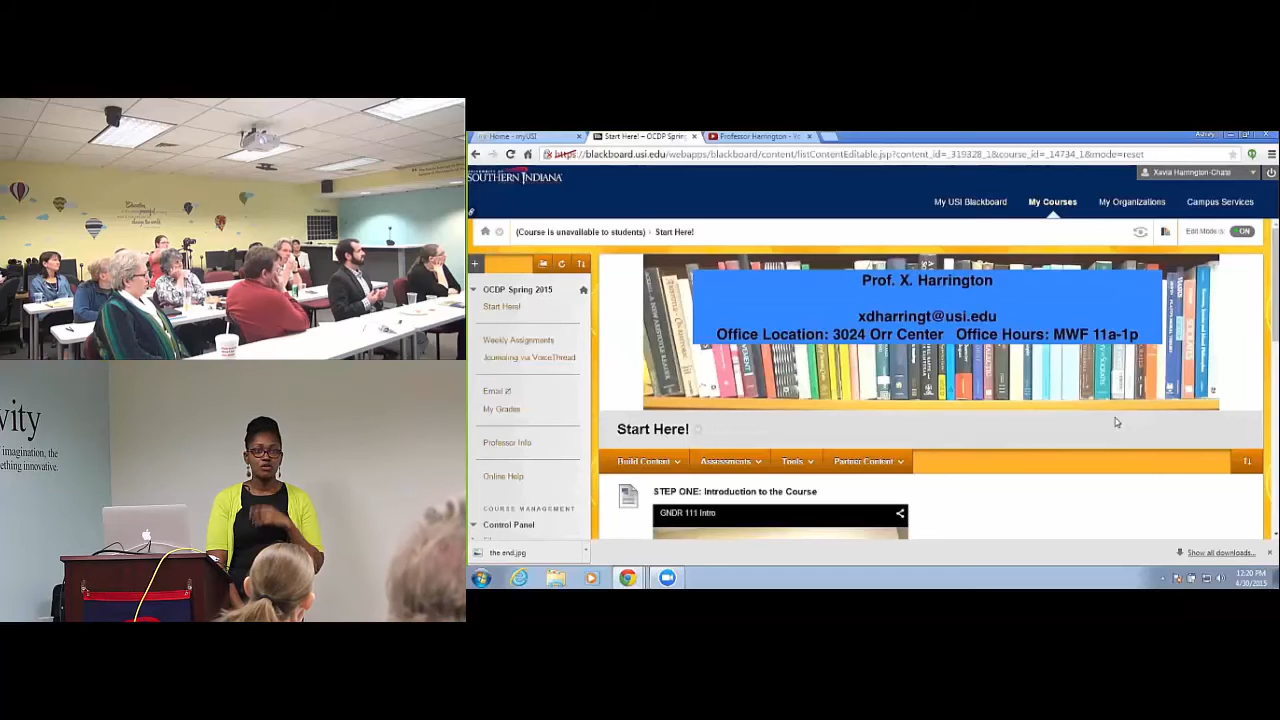 vity
imagination, the
ething innovative.
Home - myUSI
Start Here! – OCDP Spring
Professor Harrington -
Ashley
https://blackboard.usi.edu/webapps/blackboard/content/listContentEditable.jsp?content_id=_319328_1&course_id=_14734_1&mode=reset
SOUTHERN INDIANA
Xavia Harrington-Chate
My USI Blackboard
My Courses
My Organizations
Campus Services
(Course is unavailable to students)
Start Here!
Edit Mode is:
ON
Prof. X. Harrington
xdharringt@usi.edu
Office Location: 3024 Orr Center Office Hours: MWF 11a-1p
OCDP Spring 2015
Start Here!
Weekly Assignments
Journaling via VoiceThread
Email
My Grades
Professor Info
Online Help
COURSE MANAGEMENT
Control Panel
Start Here!
Build Content
Assessments
Tools
Partner Content
STEP ONE: Introduction to the Course
GNDR 111 Intro
the end.jpg
Show all downloads...
12:20 PM
4/30/2015